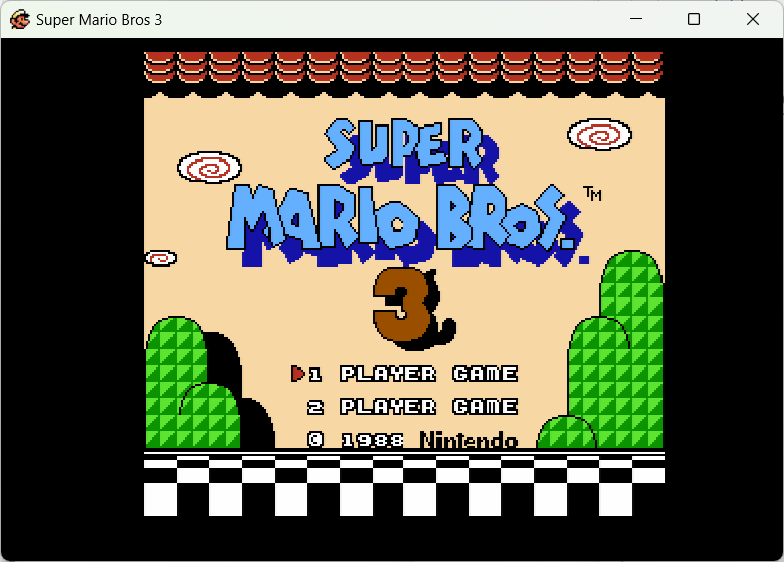 Super Mario Bros 3
SUPER
MARIO BROS.™
3
1 PLAYER GAME
2 PLAYER GAME
© 1988 Nintendo